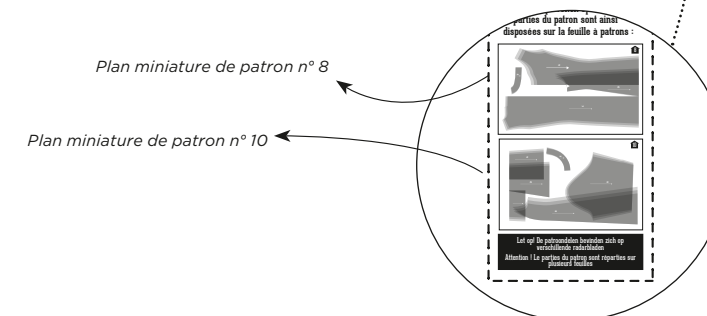 parties du patron sont ainsi
disposées sur la feuille à patrons :
Plan miniature de patron n° 8
Plan miniature de patron n° 10
Let op! De patroondelen bevinden zich op
verschillende radarbladen
Attention ! Le parties du patron sont réparties sur
plusieurs feuilles